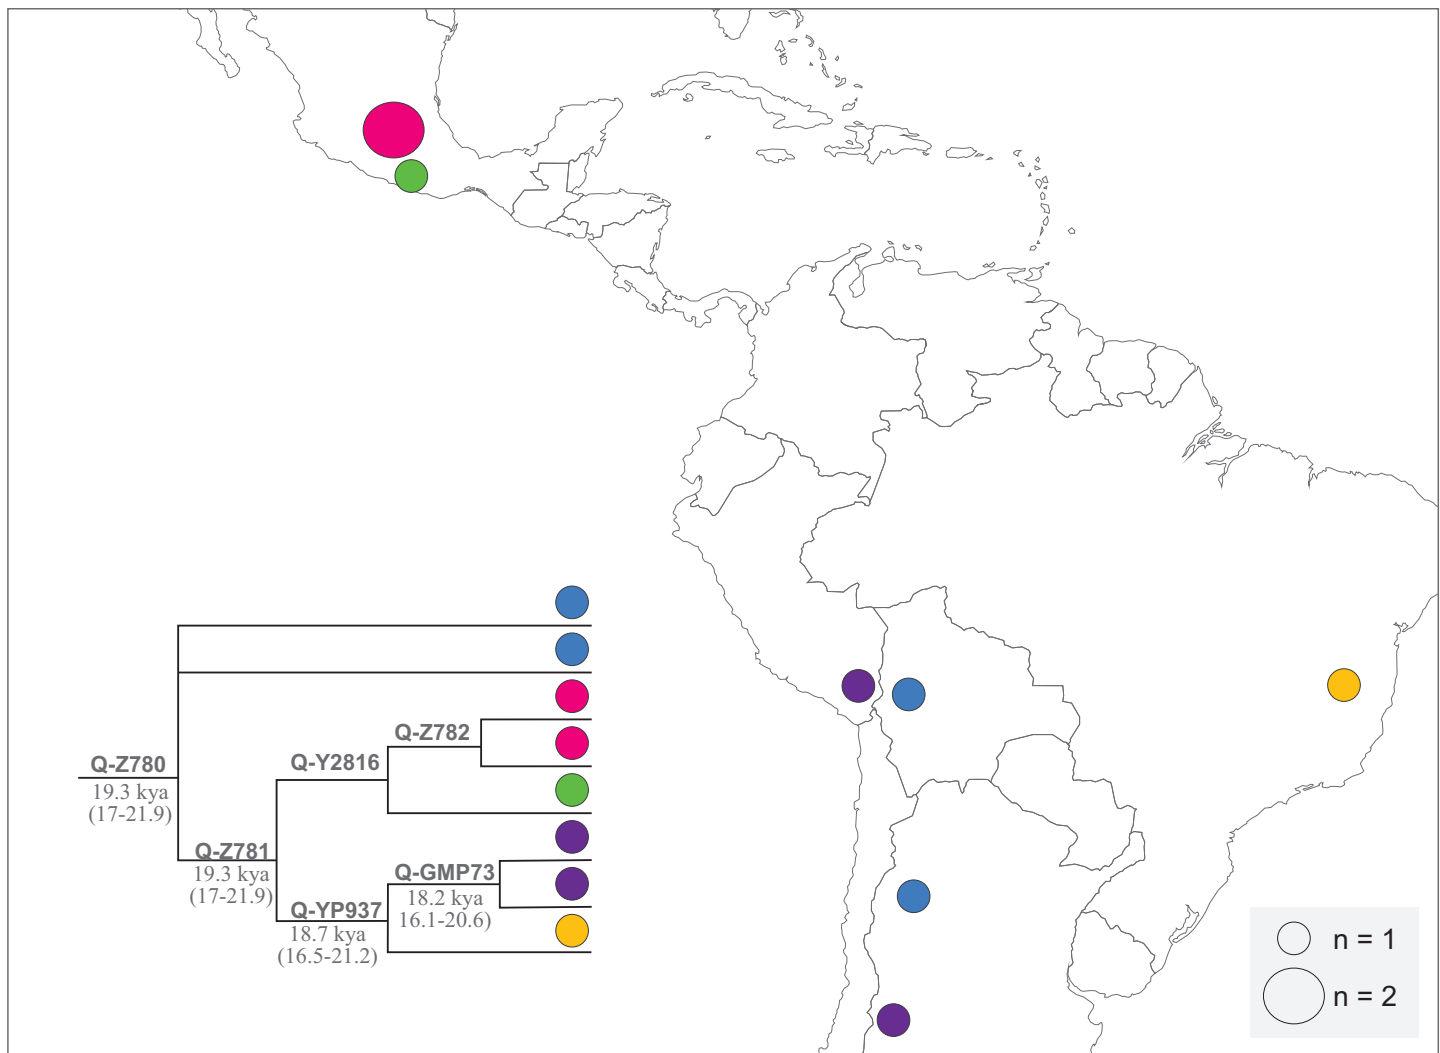 Q-Z782
Q-Y2816
Q-Z780
19.3 kya
(17-21.9)
Q-Z781
19.3 kya
(17-21.9)
Q-GMP73
18.2 kya
16.1-20.6)
Q-YP937
18.7 kya
(16.5-21.2)
n = 1
n = 2